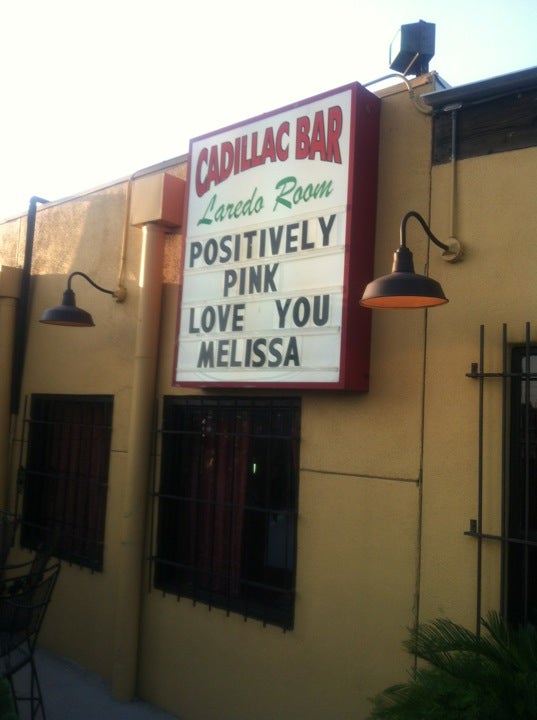 CADILLAC BAR
Laredo Room
POSITIVELY
PINK
LOVE YOU
MELISSA